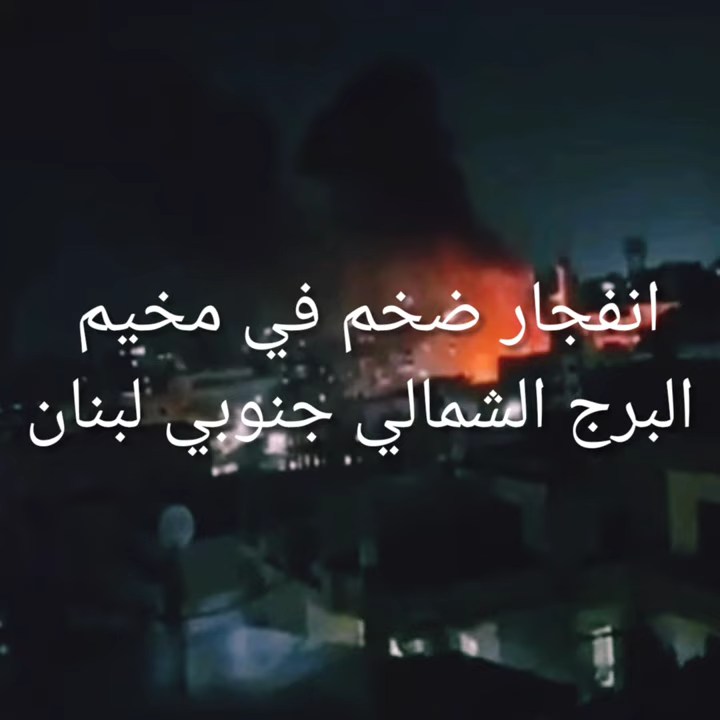 انفجار ضخم في مخيم
البرج الشمالي جنوبي لبنان